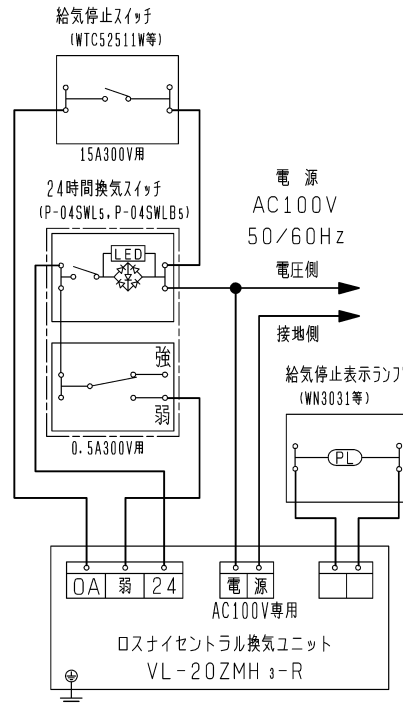 給気停止スイッチ
(WTC52511W等)
15A300V用
24時間換気スイッチ
(P-04SWL5, P-04SWLB5)
LED
強
弱
0.5A300V用
電 源
AC100V
50/60Hz
電圧側
接地側
給気停止表示ランプ
(WN3031等)
PL
OA 弱 24
電 源
AC100V専用
ロスナイセントラル換気ユニット
VL-20ZMH3-R